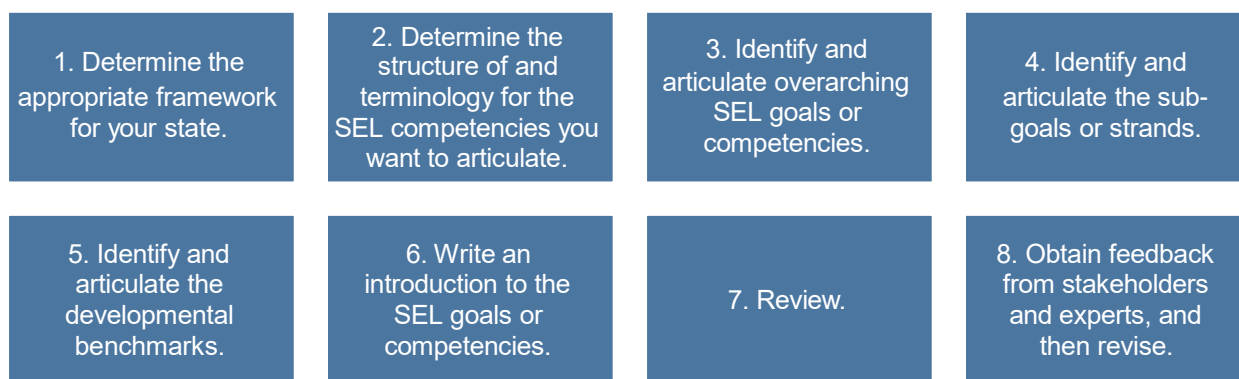 1. Determine the
appropriate framework
for your state.
2. Determine the
structure of and
terminology for the
SEL competencies you
want to articulate.
3. Identify and
articulate overarching
SEL goals or
competencies.
4. Identify and
articulate the sub-
goals or strands.
5. Identify and
articulate the
developmental
benchmarks.
6. Write an
introduction to the
SEL goals or
competencies.
7. Review.
8. Obtain feedback
from stakeholders
and experts, and
then revise.